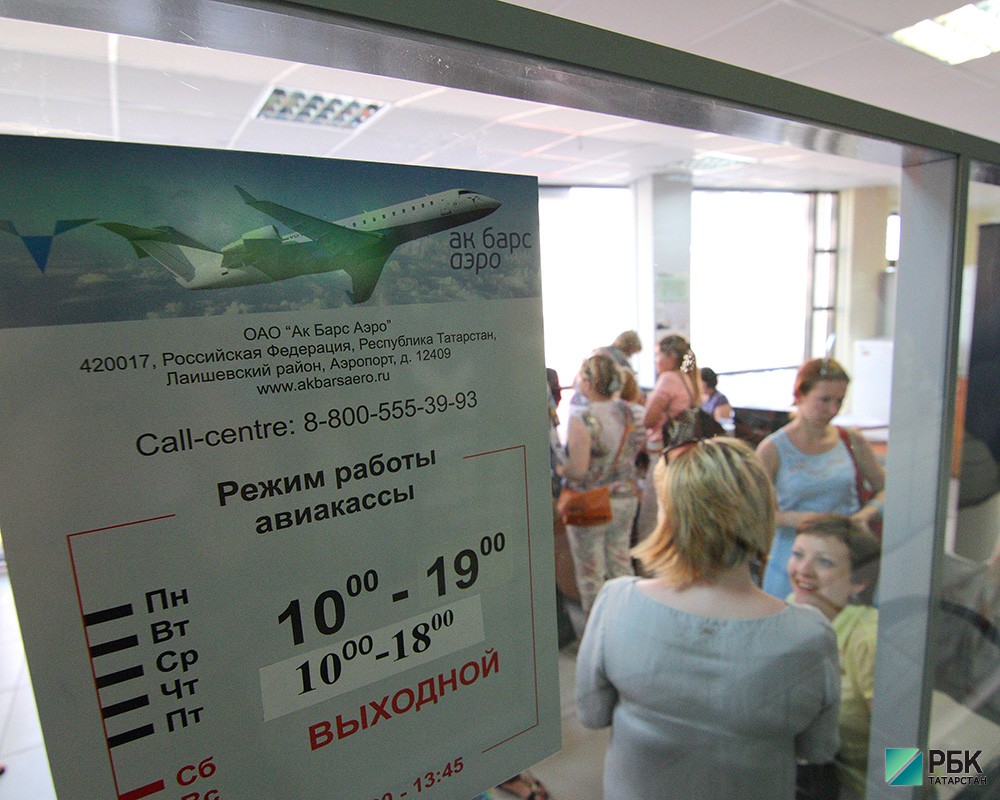 ак барс
аэро
ОАО "Ак Барс Аэро"
420017, Российская Федерация, Республика Татарстан,
Лаишевский район, Аэропорт, д. 12409
www.akbarsaero.ru
Call-centre: 8-800-555-39-93
Режим работы
авиакассы
Пн
Вт
Ср
Чт
Пт
Сб
Вс
10⁰⁰ - 19⁰⁰
10⁰⁰-18⁰⁰
ВЫХОДНОЙ
- 13:45
РБК
ТАТАРСТАН